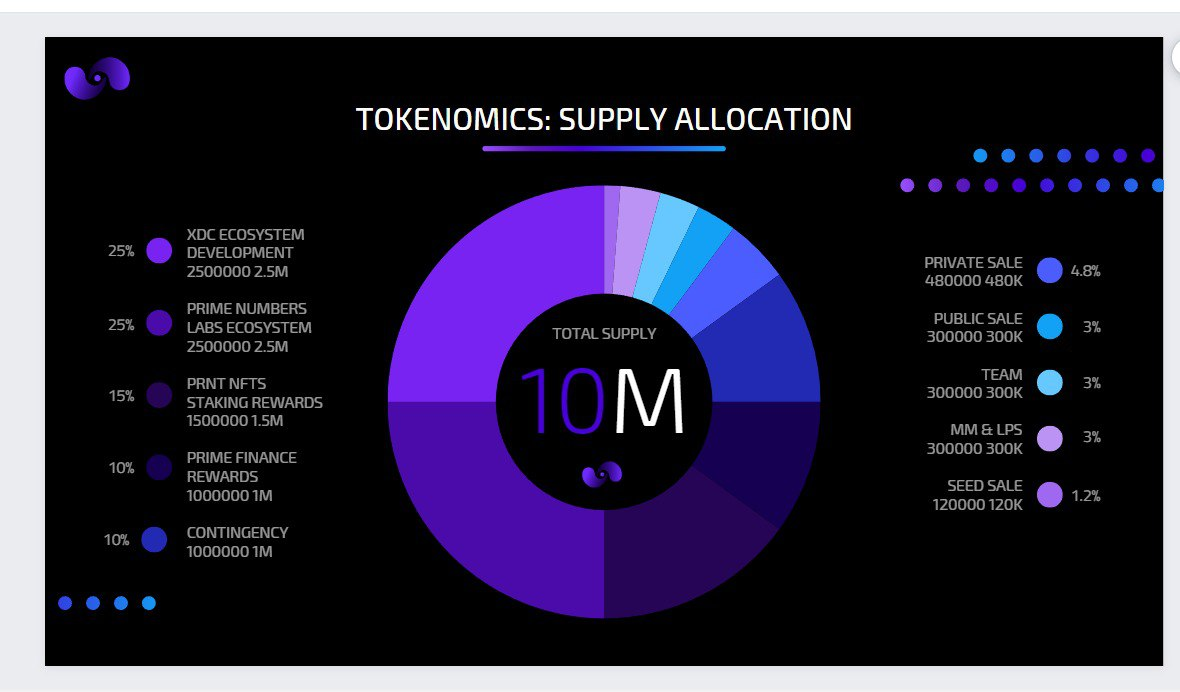 TOKENOMICS: SUPPLY ALLOCATION
25%
XDC ECOSYSTEM
DEVELOPMENT
2500000 2.5M
25%
PRIME NUMBERS
LABS ECOSYSTEM
2500000 2.5M
15%
PRNT NFTS
STAKING REWARDS
1500000 1.5M
10%
PRIME FINANCE
REWARDS
1000000 1M
10%
CONTINGENCY
1000000 1M
TOTAL SUPPLY
10M
PRIVATE SALE
480000 480K
4.8%
PUBLIC SALE
300000 300K
3%
TEAM
300000 300K
3%
MM & LPS
300000 300K
3%
SEED SALE
120000 120K
1.2%